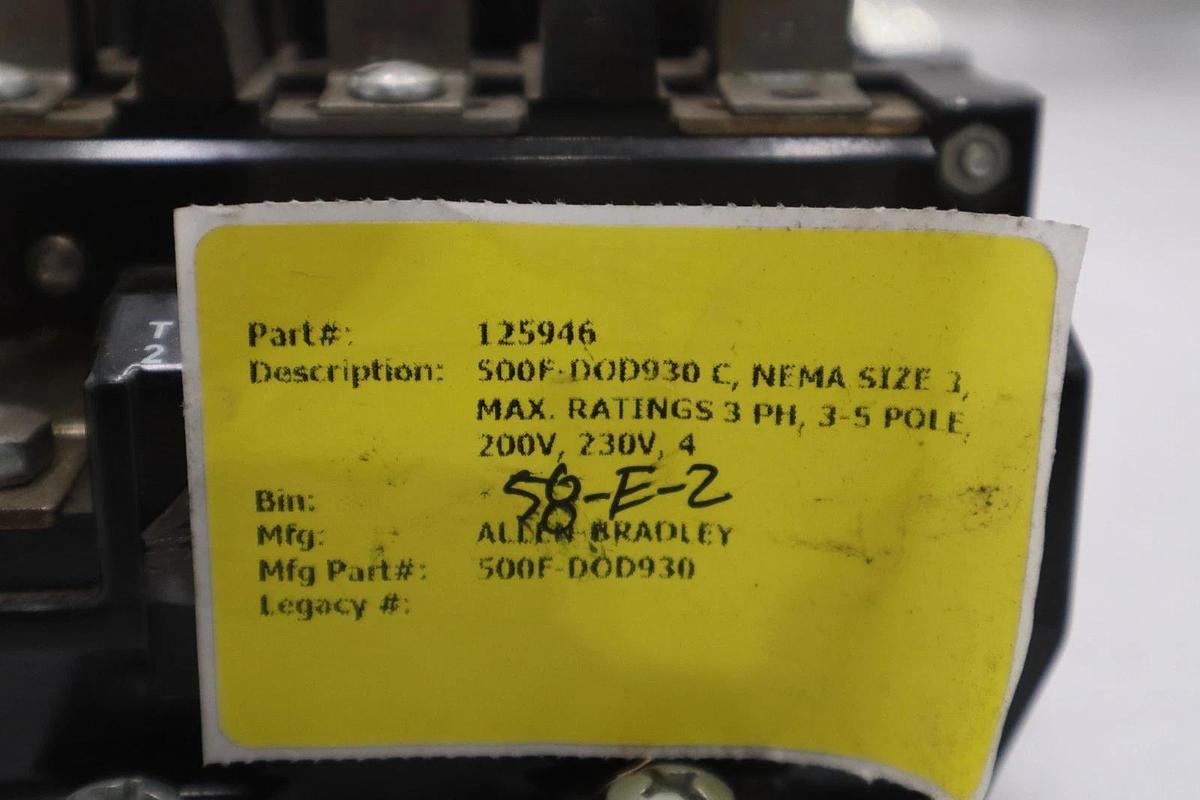 T
2
Part#: 125946
Description: 500F-DOD930 C, NEMA SIZE 3,
MAX. RATINGS 3 PH, 3-5 POLE,
200V, 230V, 4
Bin: 58-E-2
Mfg: ALLEN BRADLEY
Mfg Part#: 500F-DOD930
Legacy #: